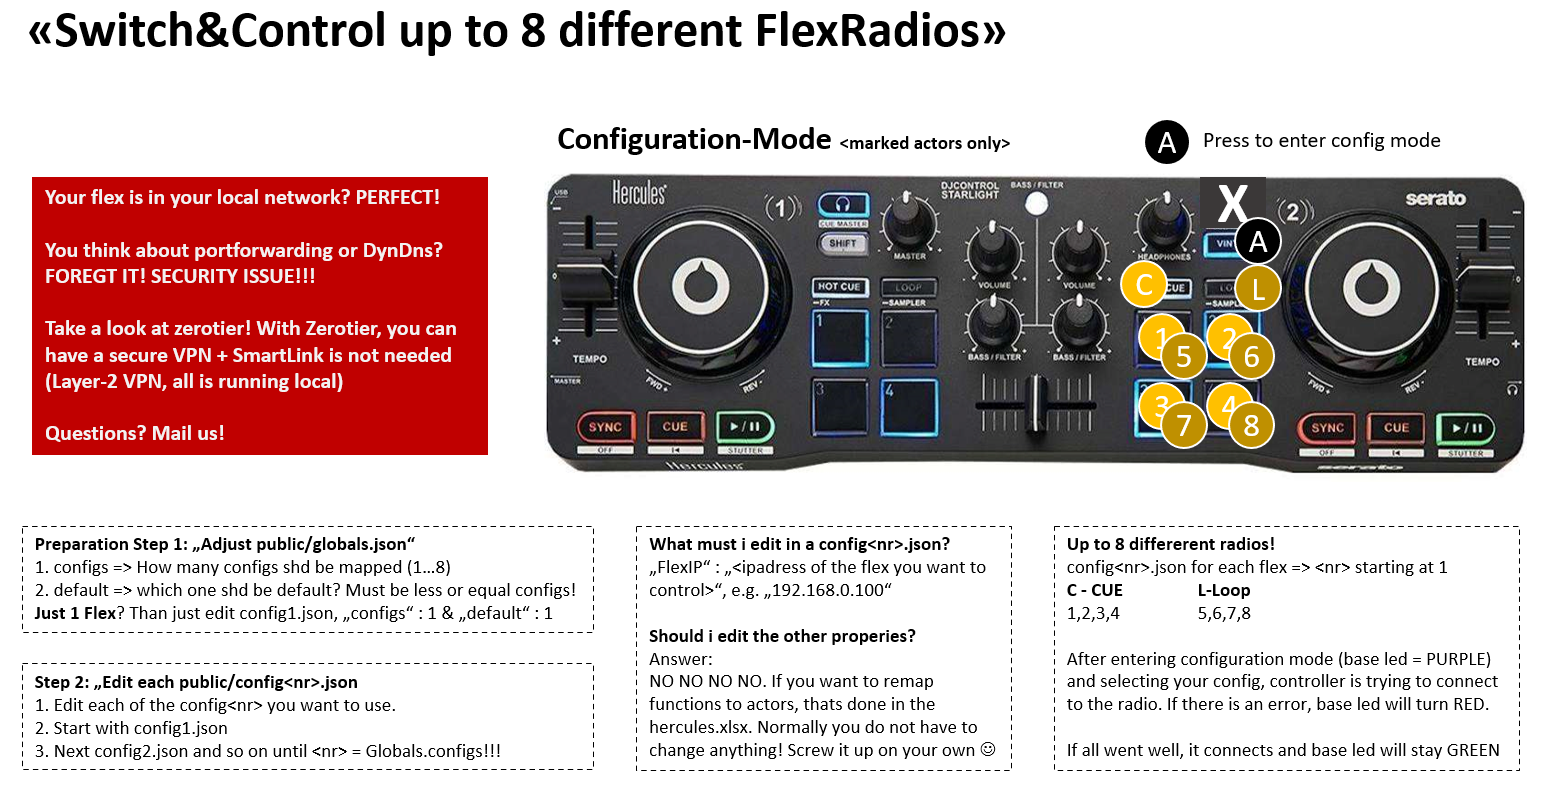 «Switch&Control up to 8 different FlexRadios»
Configuration-Mode <marked actors only>
A Press to enter config mode
Your flex is in your local network? PERFECT!
You think about portforwarding or DynDns?
FOREGT IT! SECURITY ISSUE!!!
Take a look at zerotier! With Zerotier, you can
have a secure VPN + SmartLink is not needed
(Layer-2 VPN, all is running local)
Questions? Mail us!
USB
Hercules
(1)
CUE MASTER
SHIFT
MASTER
DJCONTROL
STARLIGHT
BASS / FILTER
HEADPHONES
X
(2)
serato
VIN
A
VOLUME
VOLUME
HOT CUE
LOOP
FX
SAMPLER
C
CUE
L
1
2
3
4
BASS / FILTER
BASS / FILTER
1
5
2
6
3
7
4
8
TEMPO
MASTER
FWD +
REV -
TEMPO
FWD +
REV -
SYNC
CUE
OFF
STUTTER
SYNC
CUE
OFF
STUTTER
Hercules
serato
Preparation Step 1: „Adjust public/globals.json“
1. configs => How many configs shd be mapped (1…8)
2. default => which one shd be default? Must be less or equal configs!
Just 1 Flex? Than just edit config1.json, „configs“ : 1 & „default“ : 1
Step 2: „Edit each public/config<nr>.json
1. Edit each of the config<nr> you want to use.
2. Start with config1.json
3. Next config2.json and so on until <nr> = Globals.configs!!!
What must i edit in a config<nr>.json?
„FlexIP“ : „<ipadress of the flex you want to
control>“, e.g. „192.168.0.100“
Should i edit the other properies?
Answer:
NO NO NO NO. If you want to remap
functions to actors, thats done in the
hercules.xlsx. Normally you do not have to
change anything! Screw it up on your own ☺
Up to 8 differerent radios!
config<nr>.json for each flex => <nr> starting at 1
C - CUE L-Loop
1,2,3,4 5,6,7,8
After entering configuration mode (base led = PURPLE)
and selecting your config, controller is trying to connect
to the radio. If there is an error, base led will turn RED.
If all went well, it connects and base led will stay GREEN